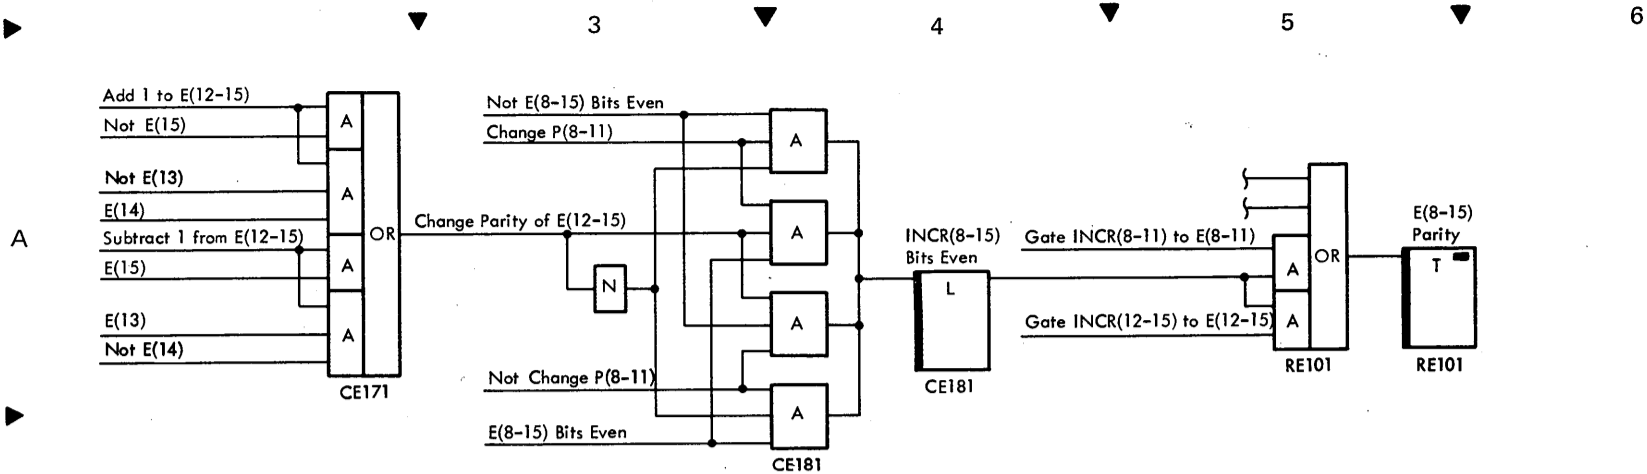 3
4
5
6
A
Add 1 to E(12-15)
Not E(15)
A
Not E(13)
E(14)
A
Subtract 1 from E(12-15)
E(15)
A
E(13)
Not E(14)
A
OR
CE171
Change Parity of E(12-15)
N
Not E(8-15) Bits Even
Change P(8-11)
A
A
A
Not Change P(8-11)
A
E(8-15) Bits Even
CE181
INCR(8-15)
Bits Even
L
CE181
Gate INCR(8-11) to E(8-11)
A
Gate INCR(12-15) to E(12-15)
A
OR
RE101
E(8-15)
Parity
T
RE101